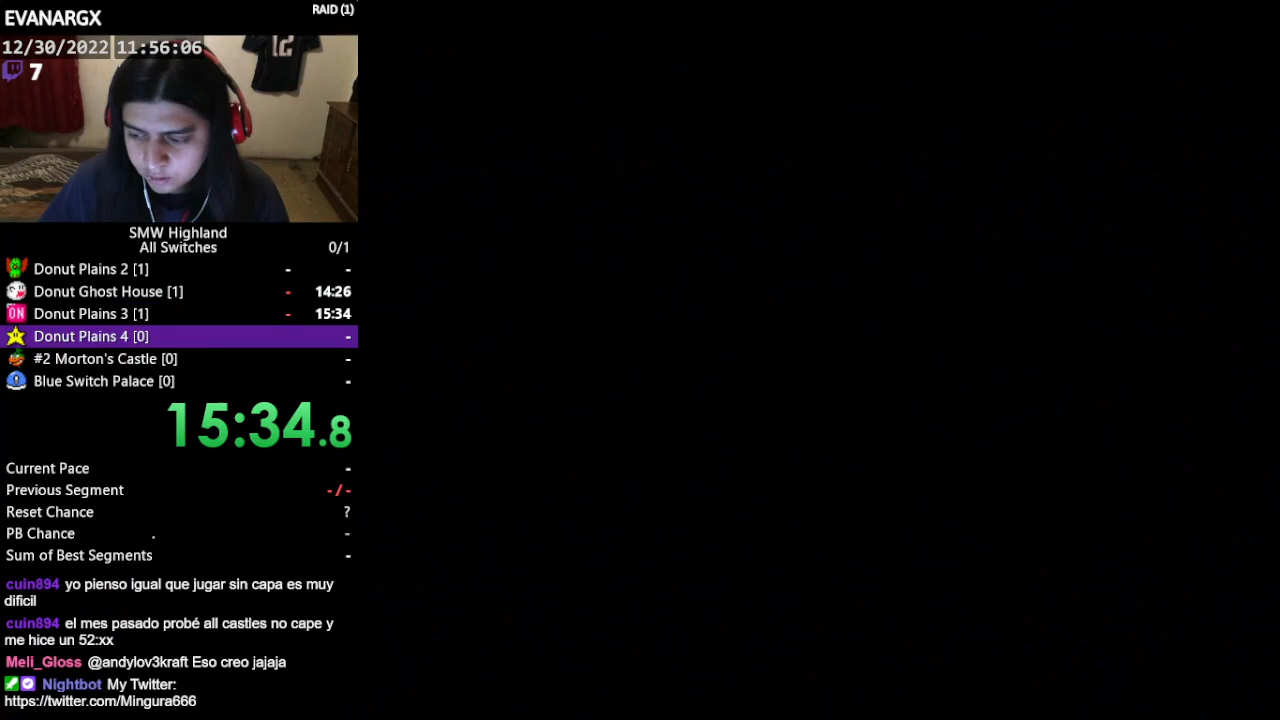 EVANARGX
RAID (1)
12/30/2022 11:56:06
7
12
SMW Highland
All Switches 0/1
Donut Plains 2 [1] - -
Donut Ghost House [1] - 14:26
ON Donut Plains 3 [1] - 15:34
Donut Plains 4 [0] -
#2 Morton's Castle [0] -
Blue Switch Palace [0] -
15:34.8
Current Pace -
Previous Segment - / -
Reset Chance ?
PB Chance . -
Sum of Best Segments -
cuin894 yo pienso igual que jugar sin capa es muy
dificil
cuin894 el mes pasado probé all castles no cape y
me hice un 52:xx
Meli_Gloss @andylov3kraft Eso creo jajaja
Nightbot My Twitter:
https://twitter.com/Mingura666